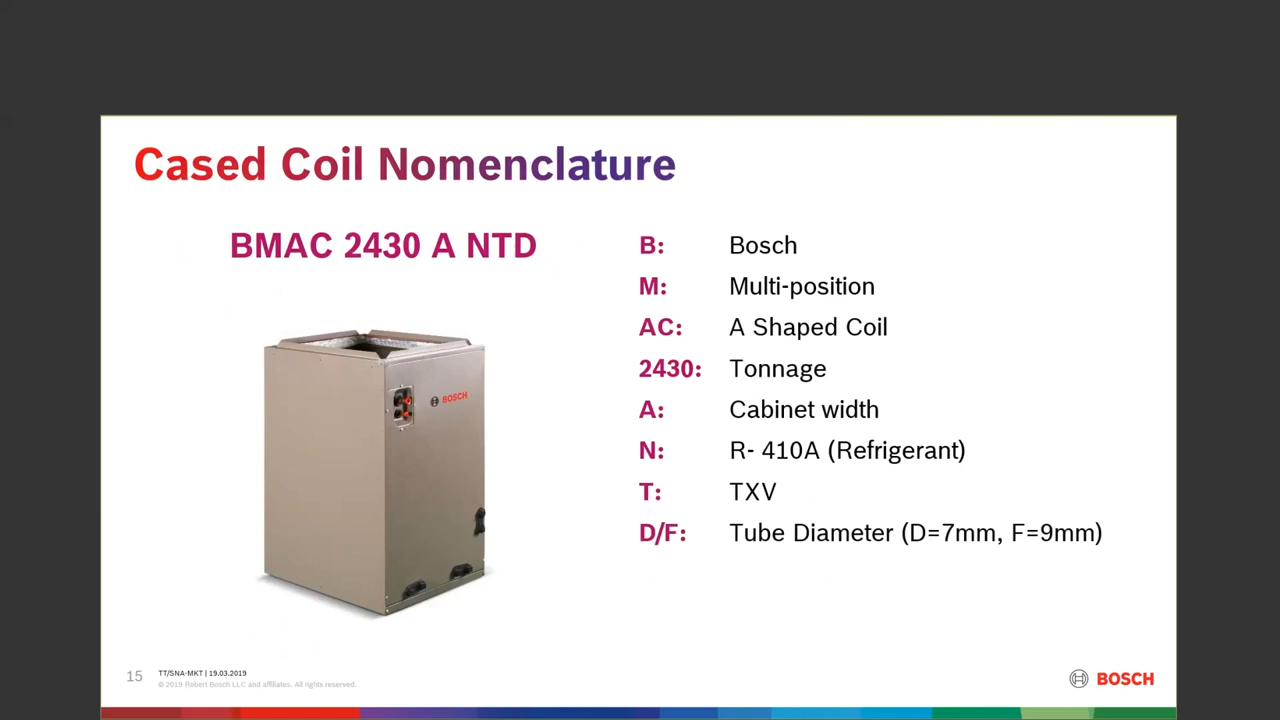 Cased Coil Nomenclature
BMAC 2430 A NTD
BOSCH
B: Bosch
M: Multi-position
AC: A Shaped Coil
2430: Tonnage
A: Cabinet width
N: R- 410A (Refrigerant)
T: TXV
D/F: Tube Diameter (D=7mm, F=9mm)
15 TT/SNA-MKT | 19.03.2019
© 2019 Robert Bosch LLC and affiliates. All rights reserved.
BOSCH